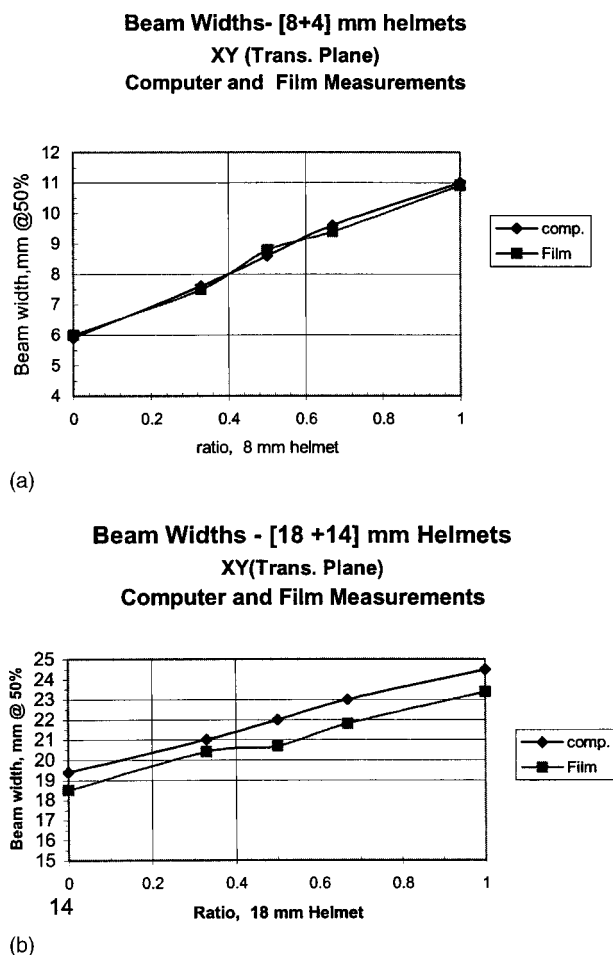 Beam Widths- [8+4] mm helmets
XY (Trans. Plane)
Computer and Film Measurements
12
11
10
9
8
7
6
5
4
Beam width,mm @50%
0 0.2 0.4 0.6 0.8 1
ratio, 8 mm helmet
comp.
Film
(a)
Beam Widths - [18 +14] mm Helmets
XY(Trans. Plane)
Computer and Film Measurements
25
24
23
22
21
20
19
18
17
16
15
Beam width, mm @ 50%
0 0.2 0.4 0.6 0.8 1
14
Ratio, 18 mm Helmet
comp.
Film
(b)